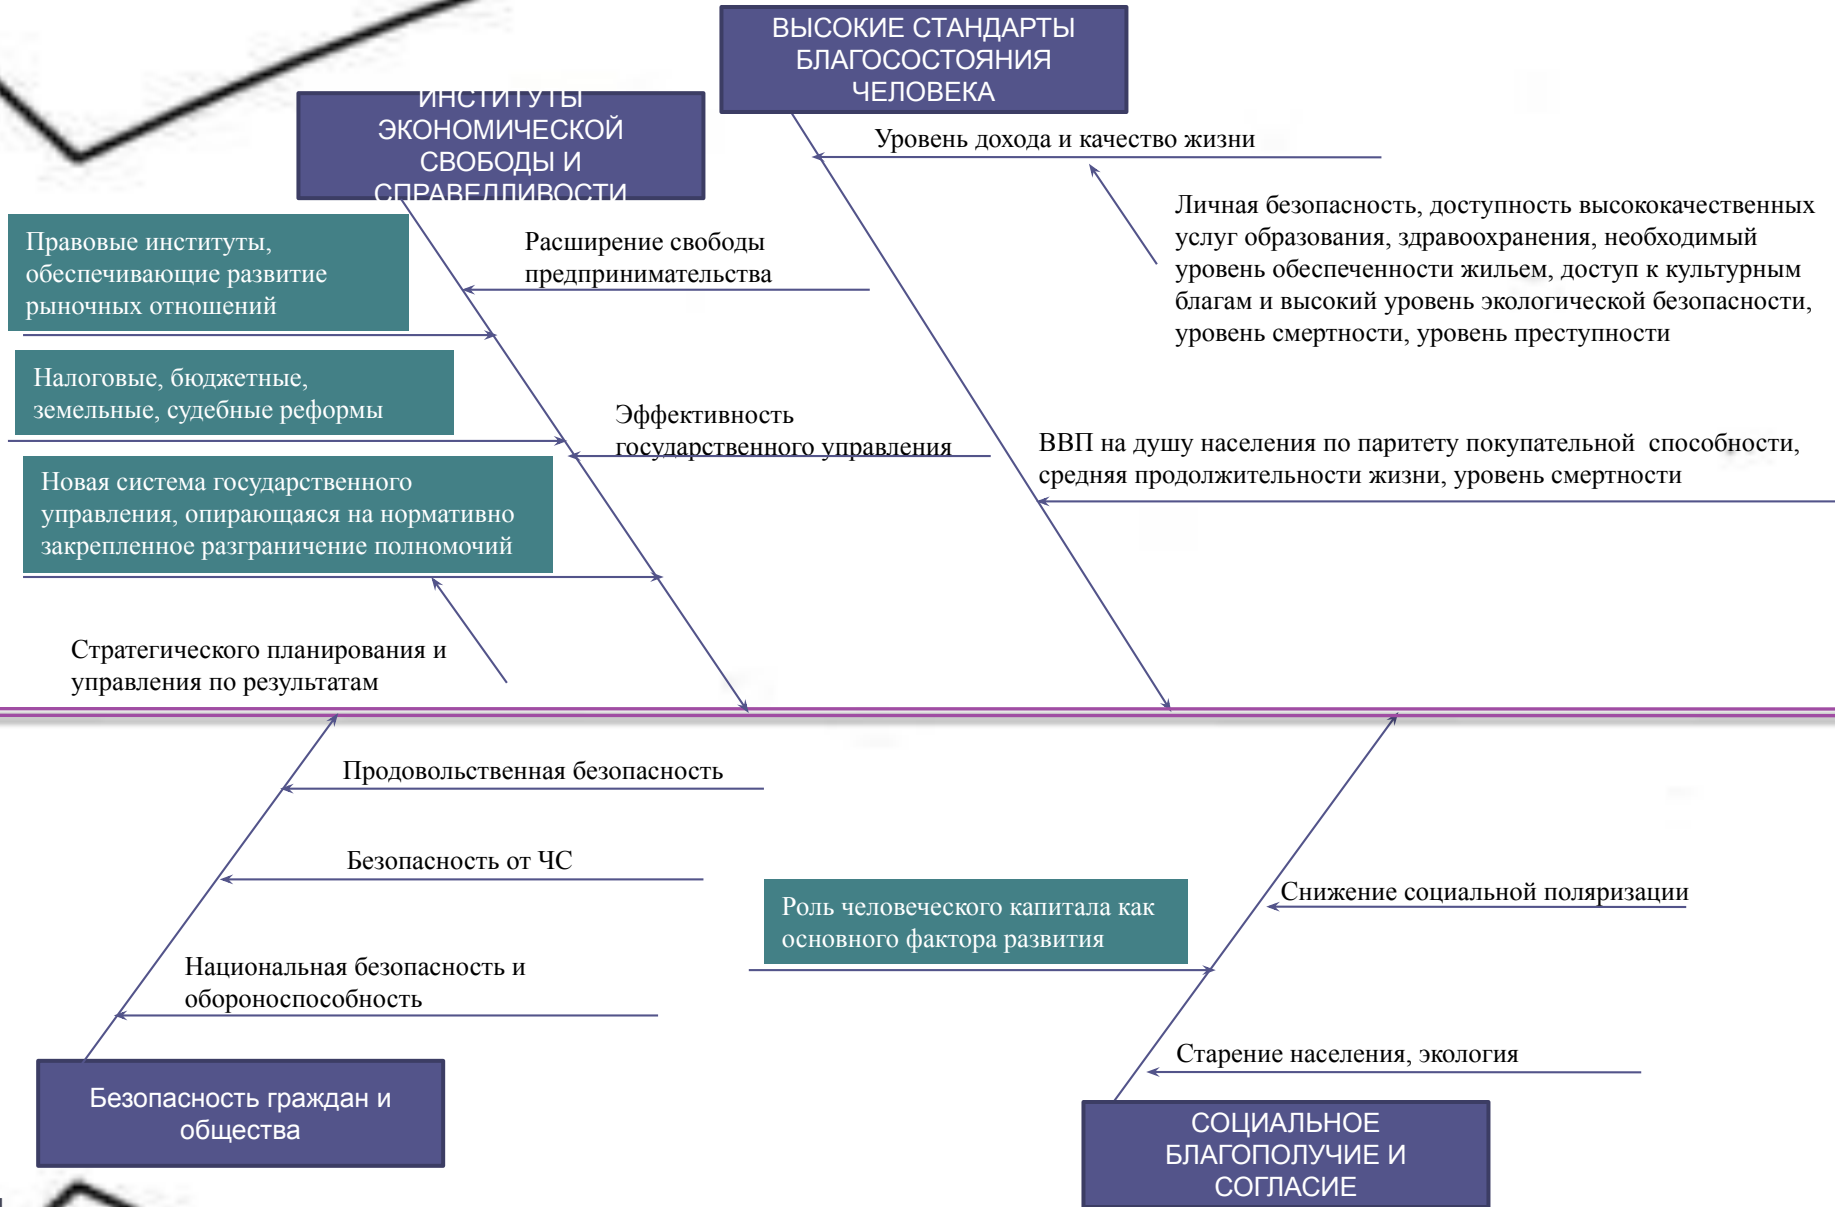 ВЫСОКИЕ СТАНДАРТЫ
БЛАГОСОСТОЯНИЯ
ЧЕЛОВЕКА
ИНСТИТУТЫ
ЭКОНОМИЧЕСКОЙ
СВОБОДЫ И
СПРАВЕДЛИВОСТИ
Уровень дохода и качество жизни
Личная безопасность, доступность высококачественных
услуг образования, здравоохранения, необходимый
уровень обеспеченности жильем, доступ к культурным
благам и высокий уровень экологической безопасности,
уровень смертности, уровень преступности
Правовые институты,
обеспечивающие развитие
рыночных отношений
Расширение свободы
предпринимательства
Налоговые, бюджетные,
земельные, судебные реформы
Эффективность
государственного управления
ВВП на душу населения по паритету покупательной способности,
средняя продолжительности жизни, уровень смертности
Новая система государственного
управления, опирающаяся на нормативно
закрепленное разграничение полномочий
Стратегического планирования и
управления по результатам
Продовольственная безопасность
Безопасность от ЧС
Национальная безопасность и
обороноспособность
Безопасность граждан и
общества
Роль человеческого капитала как
основного фактора развития
Снижение социальной поляризации
Старение населения, экология
СОЦИАЛЬНОЕ
БЛАГОПОЛУЧИЕ И
СОГЛАСИЕ